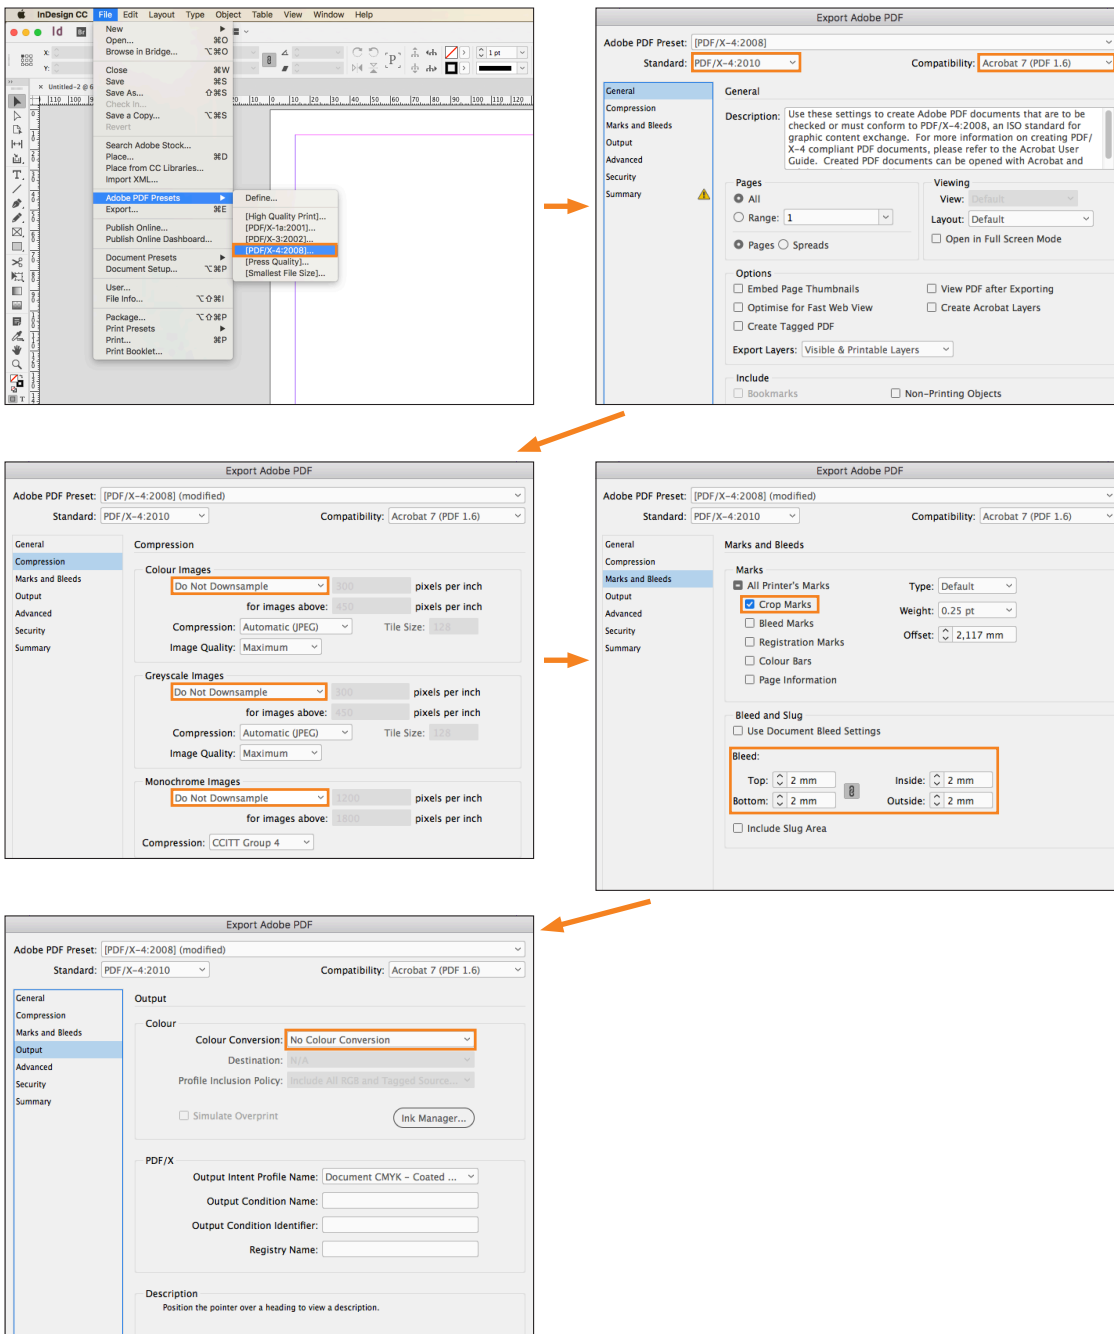 InDesign CC File Edit Layout Type Object Table View Window Help
Id Br
New
Open... ⌘O
Browse in Bridge... ⌥⌘O
Close ⌘W
Save ⌘S
Save As... ⇧⌘S
Check In...
Save a Copy... ⌥⌘S
Revert
Search Adobe Stock...
Place... ⌘D
Place from CC Libraries...
Import XML...
Adobe PDF Presets
Export... ⌘E
Publish Online...
Publish Online Dashboard...
Document Presets
Document Setup... ⌥⌘P
User...
File Info... ⌥⇧⌘I
Package... ⌥⇧⌘P
Print Presets
Print... ⌘P
Print Booklet...
Define...
[High Quality Print]...
[PDF/X-1a:2001]...
[PDF/X-3:2002]...
[PDF/X-4:2008]...
[Press Quality]...
[Smallest File Size]...
X:
Y:
1 pt
× Untitled-2 @ 6
10 0 10 20 30 40 50 60 70 80 90 100 110 120
Export Adobe PDF
Adobe PDF Preset: [PDF/X-4:2008]
Standard: PDF/X-4:2010 Compatibility: Acrobat 7 (PDF 1.6)
General
Compression
Marks and Bleeds
Output
Advanced
Security
Summary
General
Description: Use these settings to create Adobe PDF documents that are to be
checked or must conform to PDF/X-4:2008, an ISO standard for
graphic content exchange. For more information on creating PDF/
X-4 compliant PDF documents, please refer to the Acrobat User
Guide. Created PDF documents can be opened with Acrobat and
Pages
All
Range: 1
Pages Spreads
Viewing
View: Default
Layout: Default
Open in Full Screen Mode
Options
Embed Page Thumbnails View PDF after Exporting
Optimise for Fast Web View Create Acrobat Layers
Create Tagged PDF
Export Layers: Visible & Printable Layers
Include
Bookmarks Non-Printing Objects
Export Adobe PDF
Adobe PDF Preset: [PDF/X-4:2008] (modified)
Standard: PDF/X-4:2010 Compatibility: Acrobat 7 (PDF 1.6)
General
Compression
Marks and Bleeds
Output
Advanced
Security
Summary
Compression
Colour Images
Do Not Downsample 300 pixels per inch
for images above: 450 pixels per inch
Compression: Automatic (JPEG) Tile Size: 128
Image Quality: Maximum
Greyscale Images
Do Not Downsample 300 pixels per inch
for images above: 450 pixels per inch
Compression: Automatic (JPEG) Tile Size: 128
Image Quality: Maximum
Monochrome Images
Do Not Downsample 1200 pixels per inch
for images above: 1800 pixels per inch
Compression: CCITT Group 4
Export Adobe PDF
Adobe PDF Preset: [PDF/X-4:2008] (modified)
Standard: PDF/X-4:2010 Compatibility: Acrobat 7 (PDF 1.6)
General
Compression
Marks and Bleeds
Output
Advanced
Security
Summary
Marks and Bleeds
Marks
All Printer's Marks Type: Default
Crop Marks Weight: 0.25 pt
Bleed Marks Offset: 2,117 mm
Registration Marks
Colour Bars
Page Information
Bleed and Slug
Use Document Bleed Settings
Bleed:
Top: 2 mm Inside: 2 mm
Bottom: 2 mm Outside: 2 mm
Include Slug Area
Export Adobe PDF
Adobe PDF Preset: [PDF/X-4:2008] (modified)
Standard: PDF/X-4:2010 Compatibility: Acrobat 7 (PDF 1.6)
General
Compression
Marks and Bleeds
Output
Advanced
Security
Summary
Output
Colour
Colour Conversion: No Colour Conversion
Destination: N/A
Profile Inclusion Policy: Include All RGB and Tagged Source...
Simulate Overprint Ink Manager...
PDF/X
Output Intent Profile Name: Document CMYK - Coated ...
Output Condition Name:
Output Condition Identifier:
Registry Name:
Description
Position the pointer over a heading to view a description.